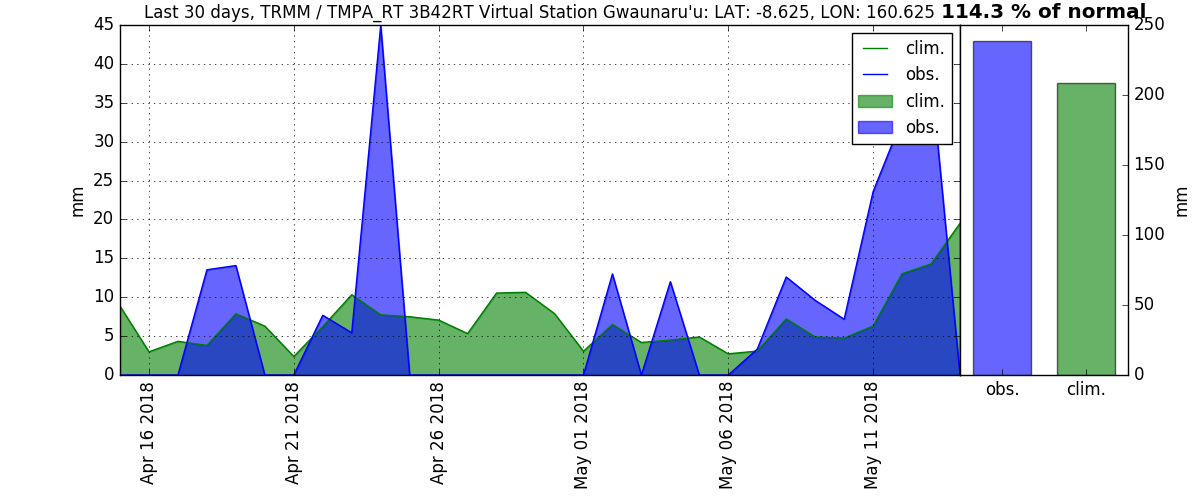 Last 30 days, TRMM / TMPA_RT 3B42RT Virtual Station Gwaunaru'u: LAT: -8.625, LON: 160.625 114.3 % of normal
45
40
35
30
25
20
15
10
5
0
mm
clim.
obs.
clim.
obs.
250
200
150
100
50
0
mm
Apr 16 2018
Apr 21 2018
Apr 26 2018
May 01 2018
May 06 2018
May 11 2018
obs.
clim.